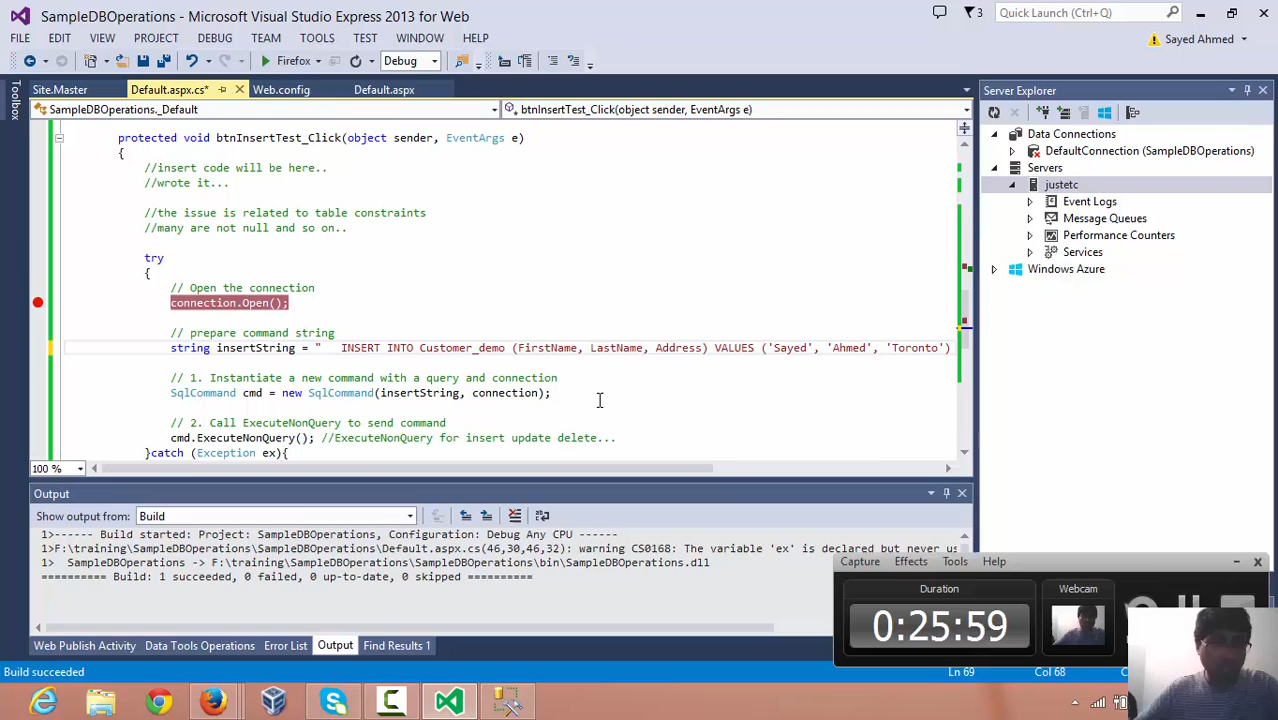 SampleDBOperations - Microsoft Visual Studio Express 2013 for Web
3
Quick Launch (Ctrl+Q)
FILE EDIT VIEW PROJECT DEBUG TEAM TOOLS TEST WINDOW HELP
Sayed Ahmed
Firefox
Debug
Toolbox
Site.Master
Default.aspx.cs*
Web.config
Default.aspx
SampleDBOperations._Default
btnInsertTest_Click(object sender, EventArgs e)
protected void btnInserTest_Click(object sender, EventArgs e)
{
//insert code will be here..
//wrote it...
//the issue is related to table constraints
//many are not null and so on..
try
{
// Open the connection
connection.Open();
// prepare command string
string insertString = "   INSERT INTO Customer_demo (FirstName, LastName, Address) VALUES ('Sayed', 'Ahmed', 'Toronto')
// 1. Instantiate a new command with a query and connection
SqlCommand cmd = new SqlCommand(insertString, connection);
// 2. Call ExecuteNonQuery to send command
cmd.ExecuteNonQuery(); //ExecuteNonQuery for insert update delete...
}catch (Exception ex){
100 %
Server Explorer
Data Connections
DefaultConnection (SampleDBOperations)
Servers
justetc
Event Logs
Message Queues
Performance Counters
Services
Windows Azure
Output
Show output from: Build
1>------ Build started: Project: SampleDBOperations, Configuration: Debug Any CPU ------
1>F:\training\SampleDBOperations\SampleDBOperations\Default.aspx.cs(46,30,46,32): warning CS0168: The variable 'ex' is declared but never us
1>  SampleDBOperations -> F:\training\SampleDBOperations\SampleDBOperations\bin\SampleDBOperations.dll
========== Build: 1 succeeded, 0 failed, 0 up-to-date, 0 skipped ==========
Web Publish Activity
Data Tools Operations
Error List
Output
Find Results 1
Capture Effects Tools Help
Duration
0:25:59
Webcam
Build succeeded
Ln 69
Col 68